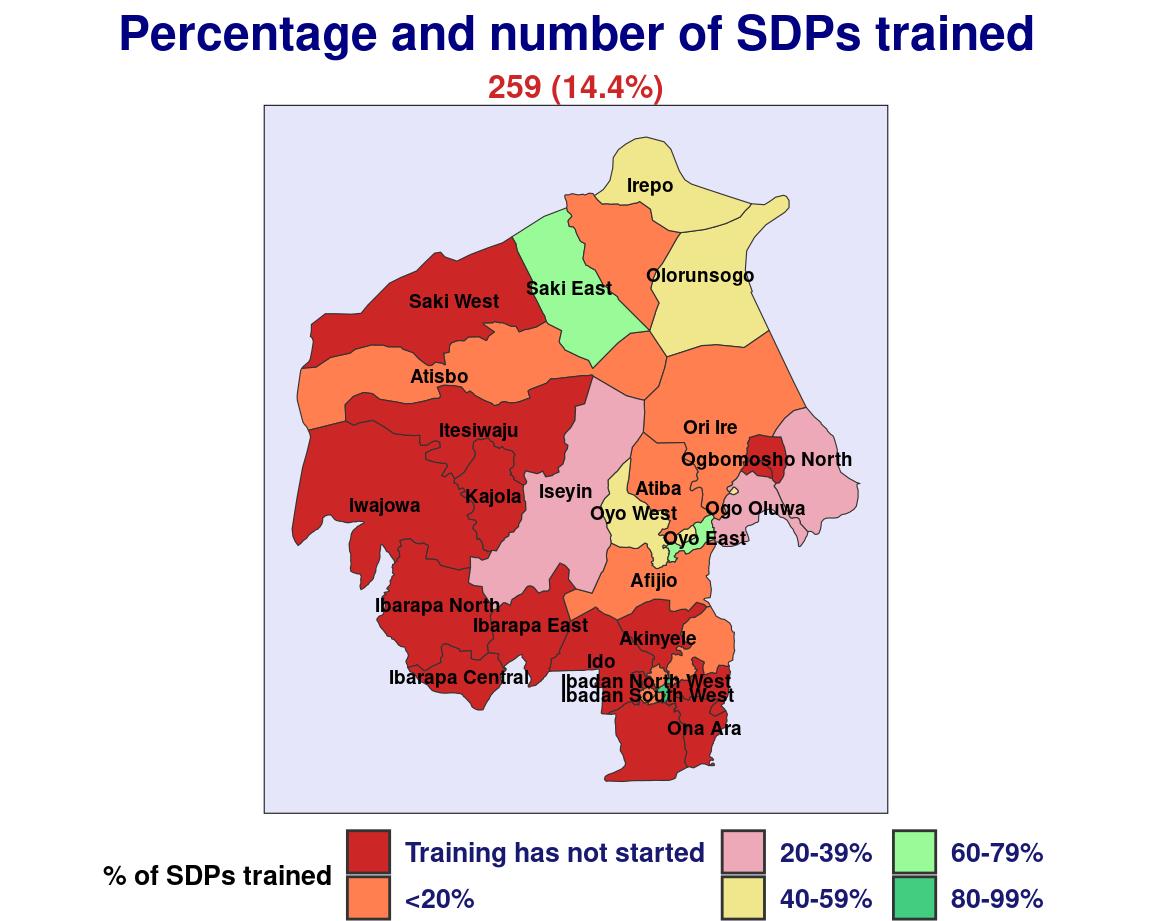 Percentage and number of SDPs trained
259 (14.4%)
Irepo
Olorunsogo
Saki East
Saki West
Atisbo
Ori Ire
Itesiwaju
Ogbomosho North
Iseyin
Atiba
Kajola
Iwajowa
Ogo Oluwa
Oyo West
Oyo East
Afijio
Ibarapa North
Ibarapa East
Akinyele
Ido
Ibarapa Central
Ibadan North West
Ibadan South West
Ona Ara
% of SDPs trained
Training has not started
<20%
20-39%
40-59%
60-79%
80-99%